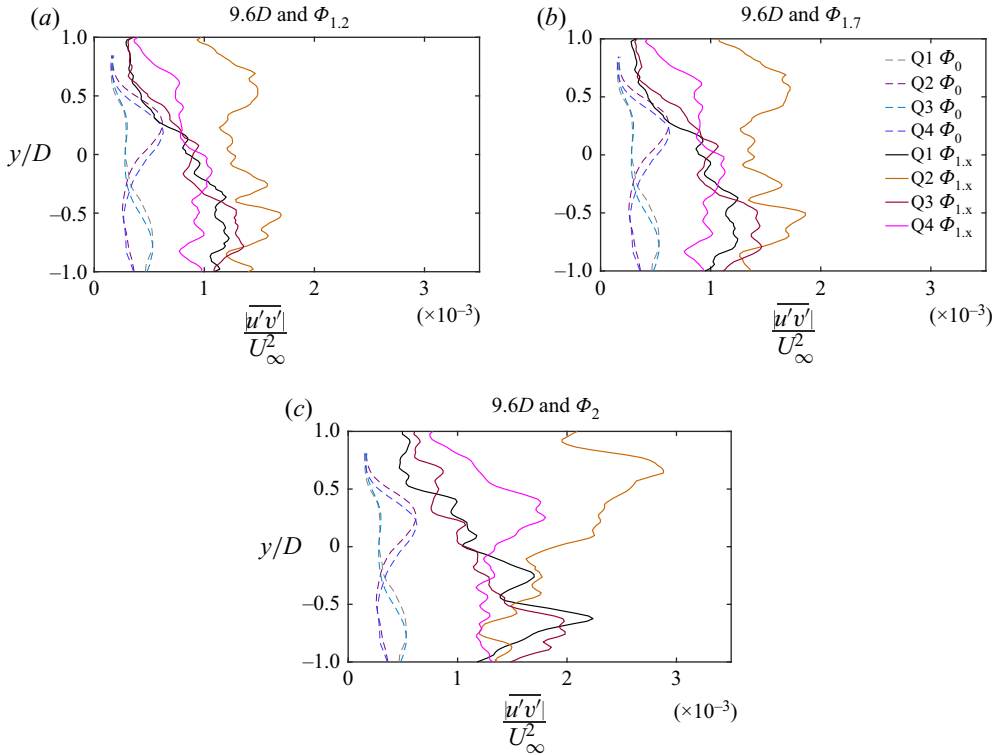 (a) 9.6D and Φ1.2
1.0
0.5
y/D 0
–0.5
–1.0
0 1 2 3
|u′v′| (×10–3)
U2∞
(b) 9.6D and Φ1.7
1.0
0.5
0
–0.5
–1.0
0 1 2 3
|u′v′| (×10–3)
U2∞
Q1 Φ0
Q2 Φ0
Q3 Φ0
Q4 Φ0
Q1 Φ1.x
Q2 Φ1.x
Q3 Φ1.x
Q4 Φ1.x
(c) 9.6D and Φ2
1.0
0.5
y/D 0
–0.5
–1.0
0 1 2 3
|u′v′| (×10–3)
U2∞